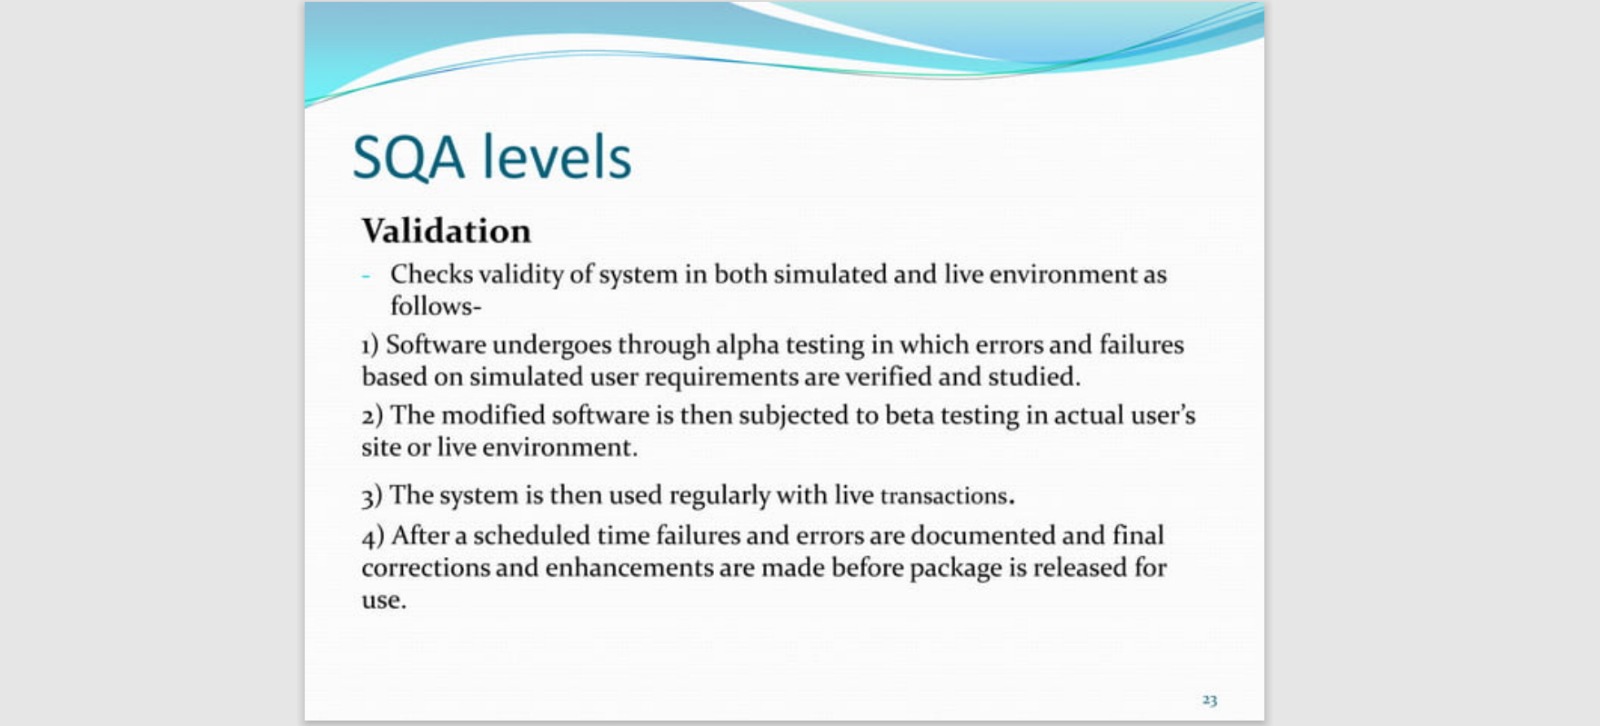 SQA levels
Validation
- Checks validity of system in both simulated and live environment as
follows-
1) Software undergoes through alpha testing in which errors and failures
based on simulated user requirements are verified and studied.
2) The modified software is then subjected to beta testing in actual user’s
site or live environment.
3) The system is then used regularly with live transactions.
4) After a scheduled time failures and errors are documented and final
corrections and enhancements are made before package is released for
use.
23